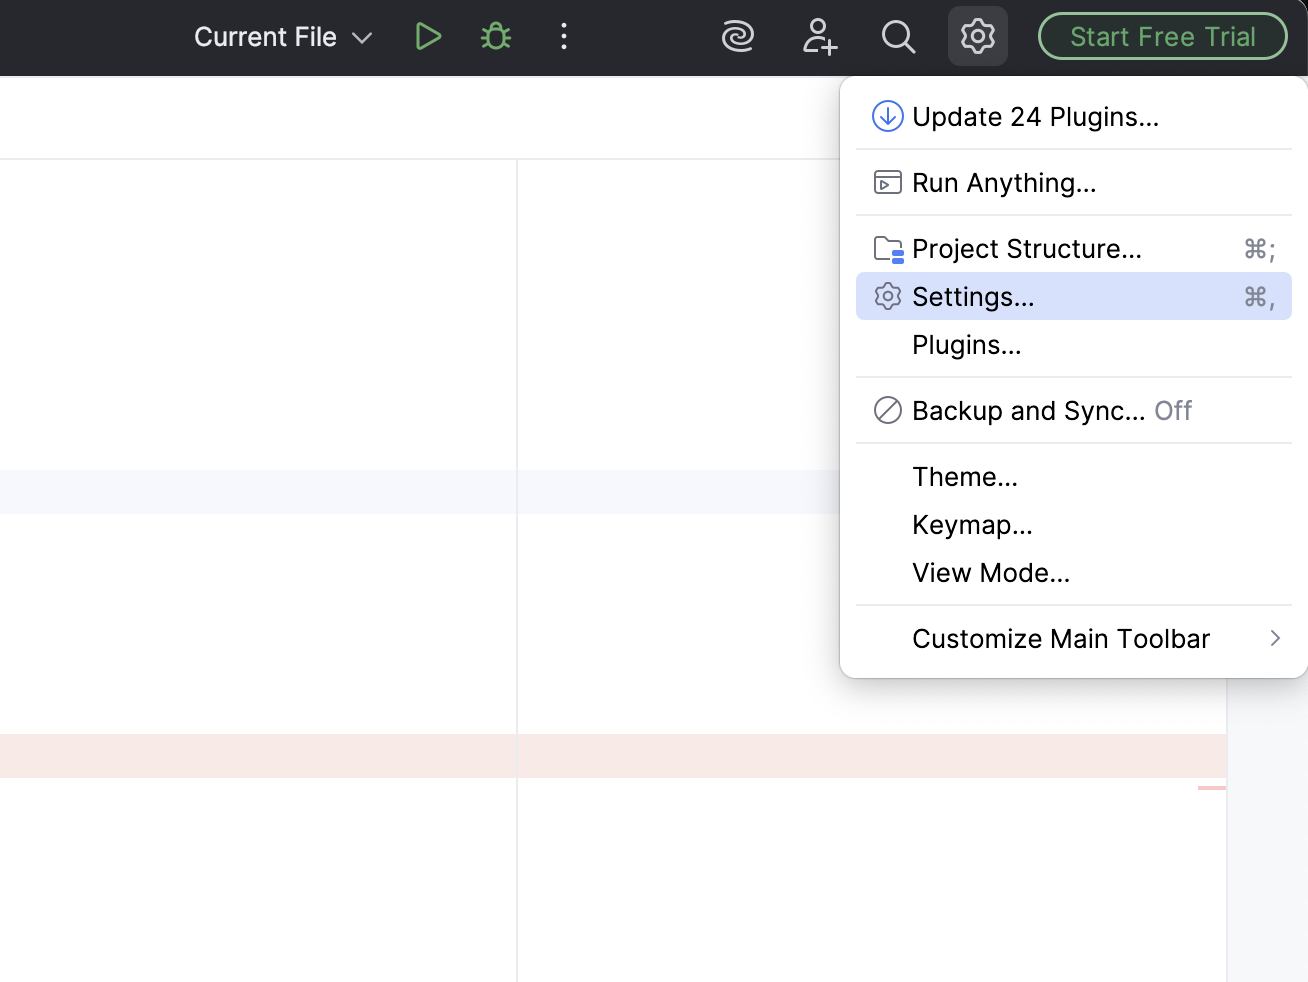 Current File
Start Free Trial
Update 24 Plugins...
Run Anything...
Project Structure... ⌘;
Settings... ⌘,
Plugins...
Backup and Sync... Off
Theme...
Keymap...
View Mode...
Customize Main Toolbar